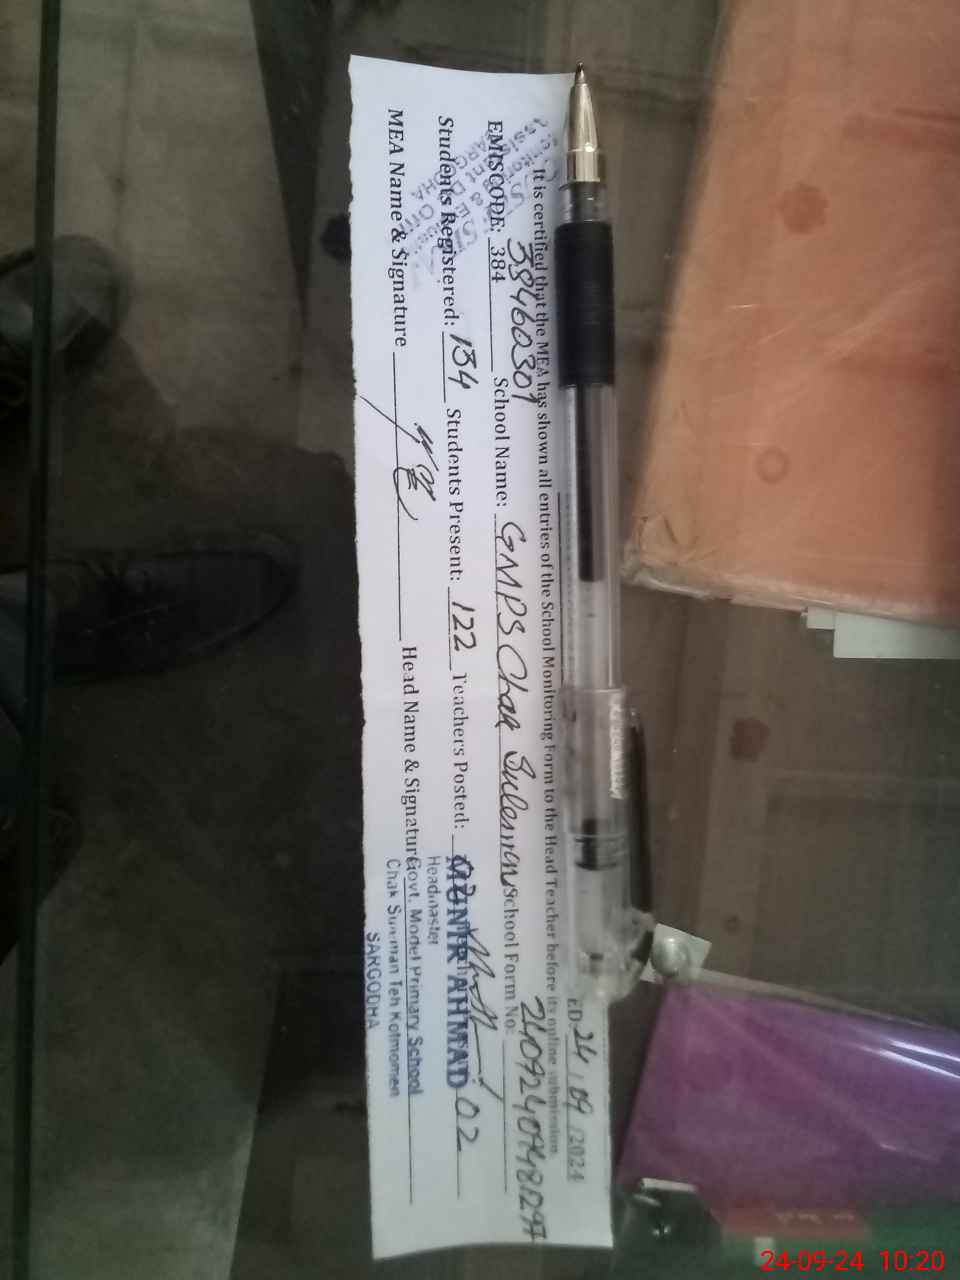 ED: 24 / 09 /2024
It is certified that the MEA has shown all entries of the School Monitoring Form to the Head Teacher before its online submission.
38460301
EMISCODE: 384 School Name: GMPS Chak Suleman School Form No:
Students Registered: 134 Students Present: 122 Teachers Posted: 02
MUNIR AHMAD
Headmaster
MEA Name & Signature Head Name & Signature
Govt. Model Primary School
Chak Suleman Teh Kotmomen
SARGODHA
24-09-24 10:20